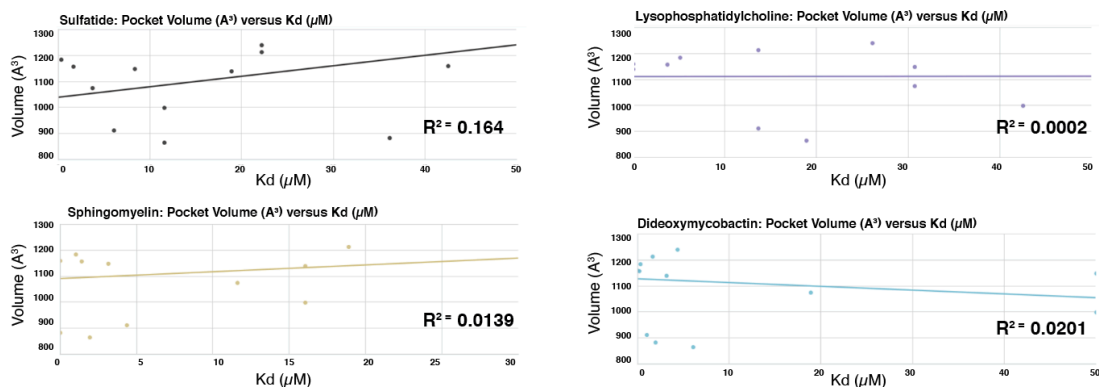 Sulfatide: Pocket Volume (A³) versus Kd (µM)
Volume (A³)
1300
1200
1100
1000
900
800
R² = 0.164
0 10 20 30 40 50
Kd (µM)
Lysophosphatidylcholine: Pocket Volume (A³) versus Kd (µM)
Volume (A³)
1300
1200
1100
1000
900
800
R² = 0.0002
0 10 20 30 40 50
Kd (µM)
Sphingomyelin: Pocket Volume (A³) versus Kd (µM)
Volume (A³)
1300
1200
1100
1000
900
800
R² = 0.0139
0 5 10 15 20 25 30
Kd (µM)
Dideoxymycobactin: Pocket Volume (A³) versus Kd (µM)
Volume (A³)
1300
1200
1100
1000
900
800
R² = 0.0201
0 10 20 30 40 50
Kd (µM)